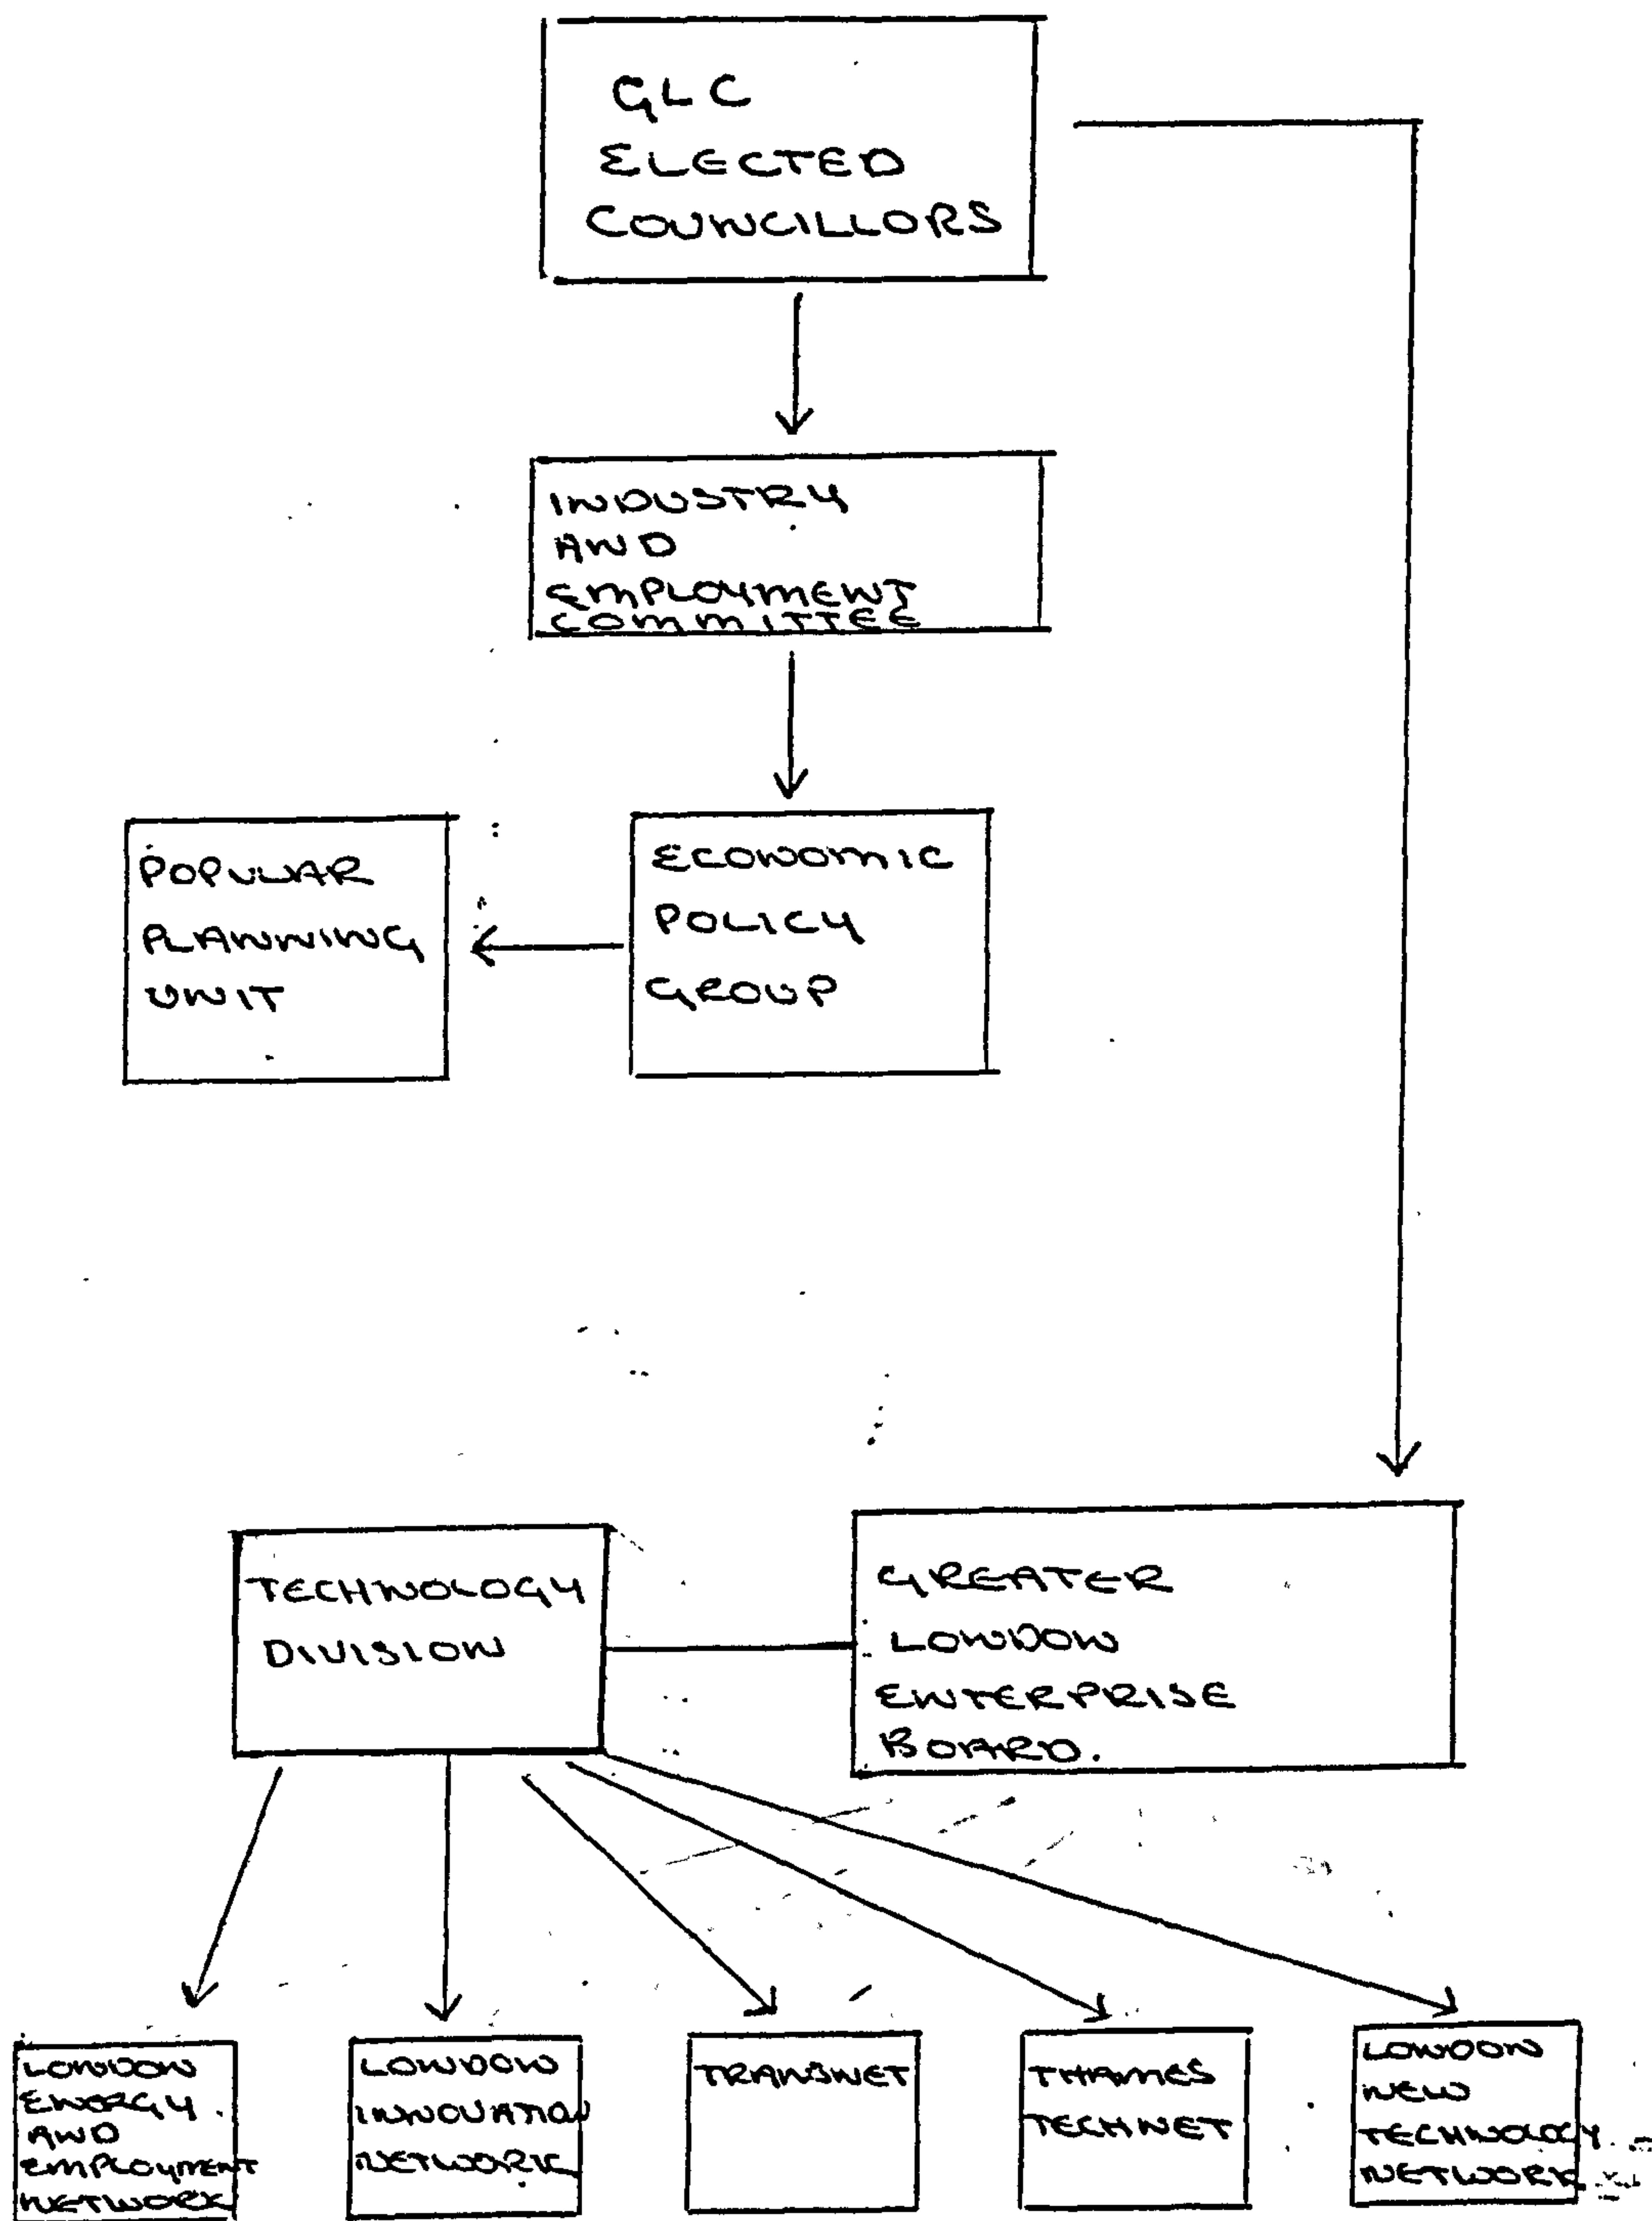 GLC
ELECTED
COUNCILLORS
INDUSTRY
AND
EMPLOYMENT
COMMITTEE
POPULAR
PLANNING
UNIT
ECONOMIC
POLICY
GROUP
TECHNOLOGY
DIVISION
GREATER
LONDON
ENTERPRISE
BOARD.
LONDON
ENERGY
AND
EMPLOYMENT
NETWORK
LONDON
INNOVATION
NETWORK
TRANSNET
THAMES
TECHNET
LONDON
NEW
TECHNOLOGY
NETWORK